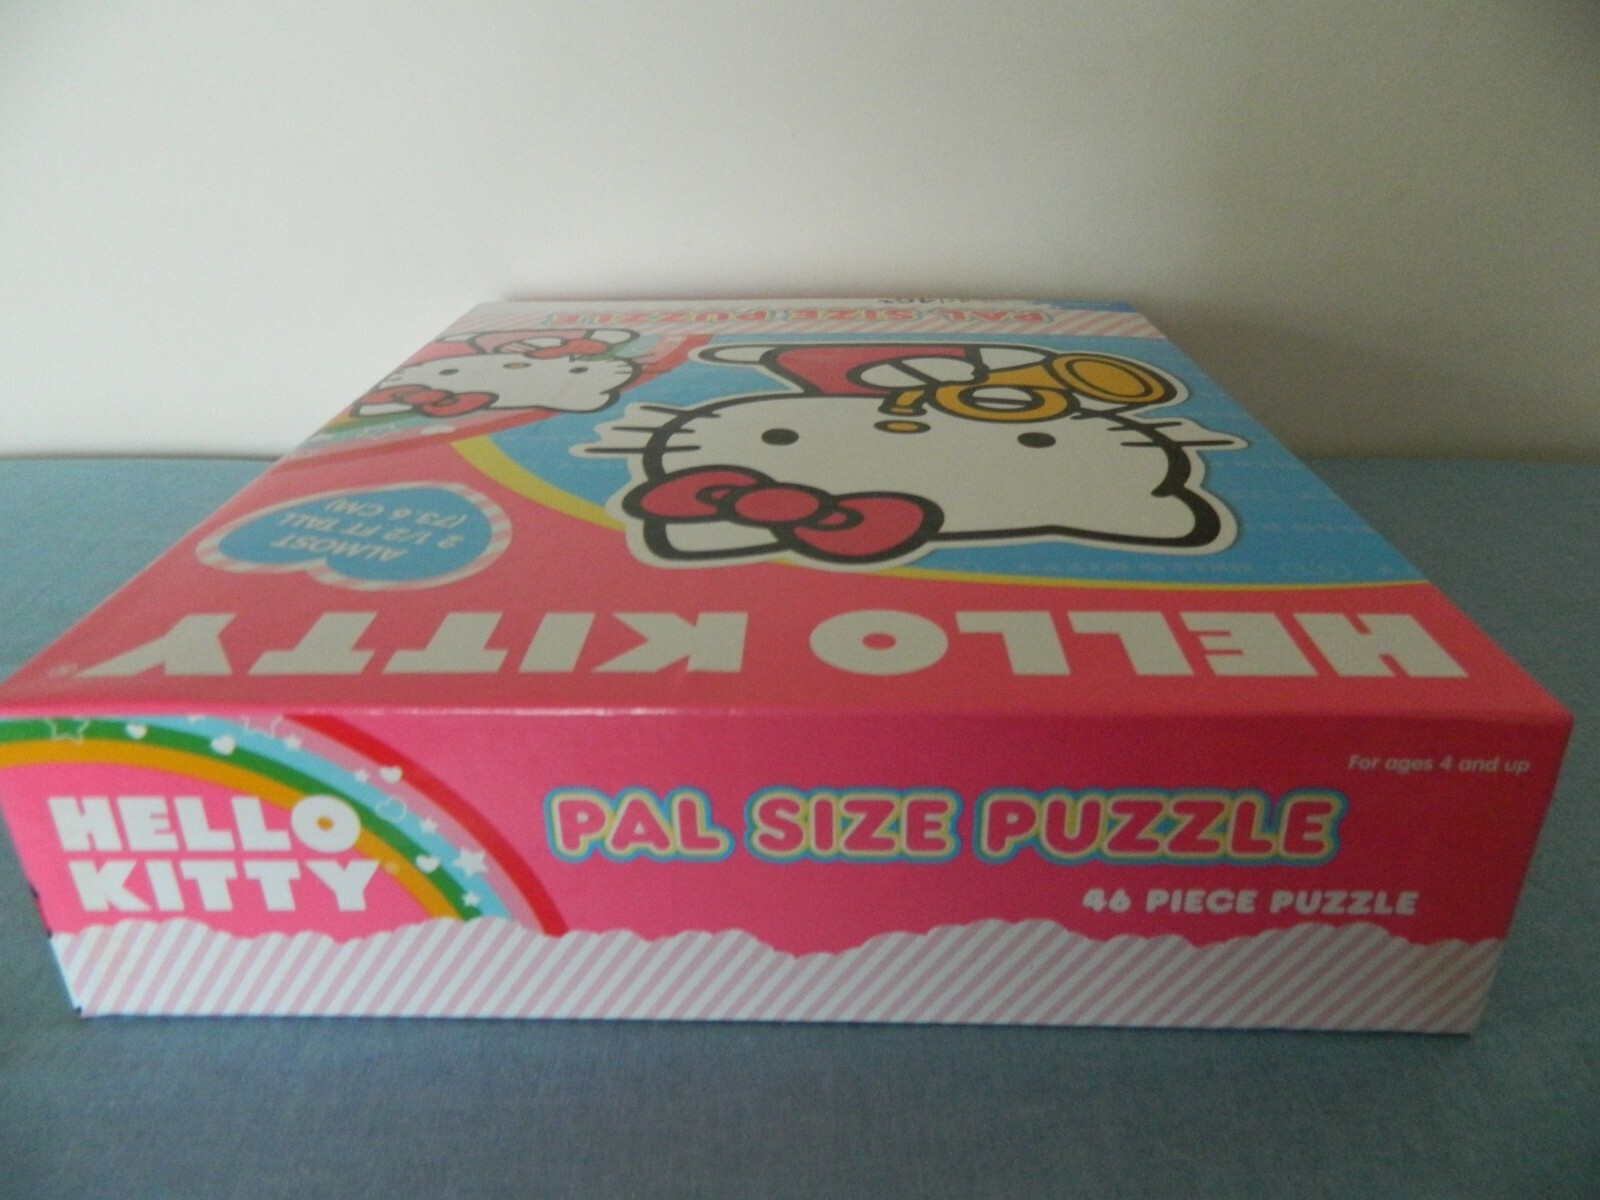 PAL SIZE PUZZLE
ALMOST
2 1/2 FT TALL
(73.6 CM)
HELLO KITTY®
HELLO
KITTY®
PAL SIZE PUZZLE
For ages 4 and up
46 PIECE PUZZLE